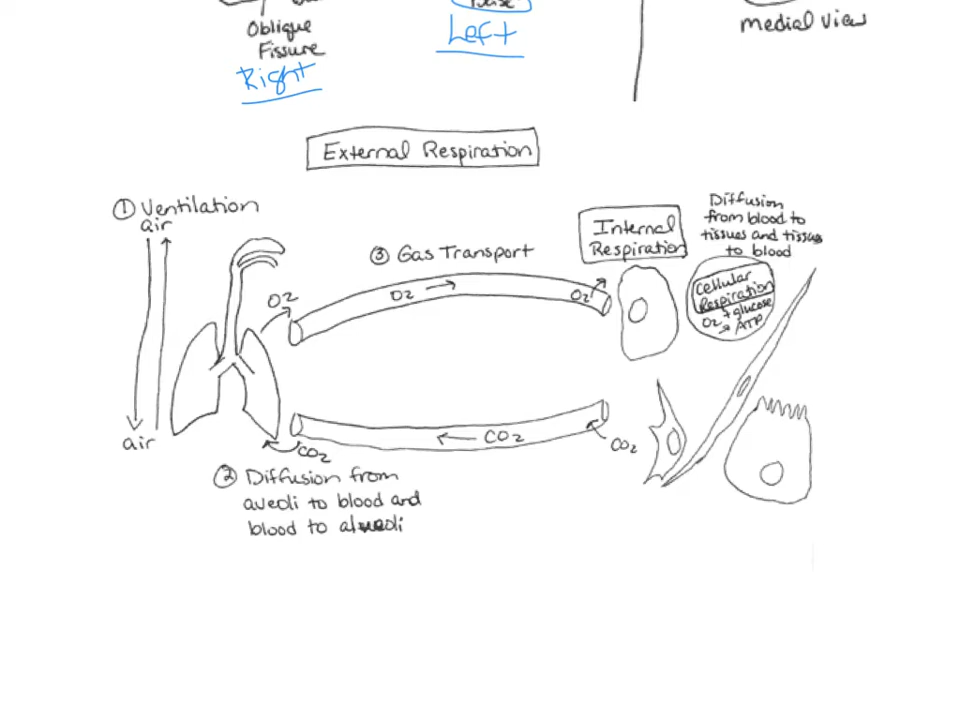 Base
Oblique
Fissure
Right
Left
medial view
External Respiration
① Ventilation
air
air
O2
③ Gas Transport
O2
O2
Internal
Respiration
Diffusion
from blood to
tissues and tissues
to blood
Cellular
Respiration
O2 + glucose
→ ATP
CO2
CO2
CO2
② Diffusion from
aveoli to blood and
blood to alveoli